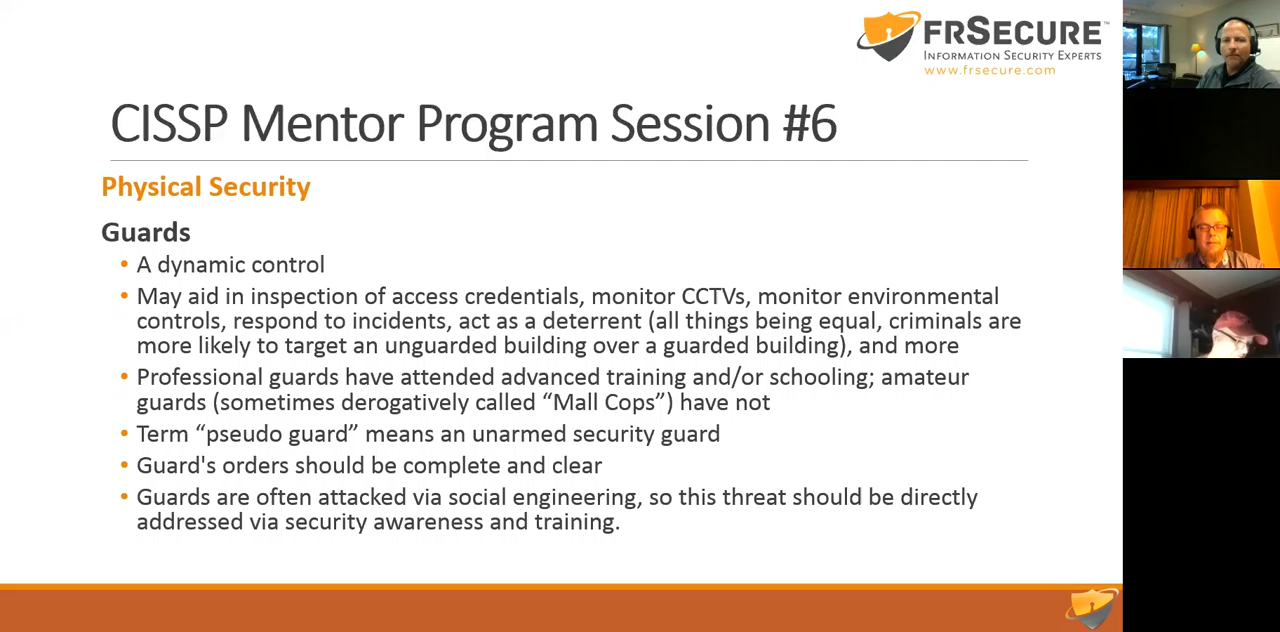 FRSECURE™
INFORMATION SECURITY EXPERTS
www.frsecure.com
CISSP Mentor Program Session #6
Physical Security
Guards
• A dynamic control
• May aid in inspection of access credentials, monitor CCTVs, monitor environmental
controls, respond to incidents, act as a deterrent (all things being equal, criminals are
more likely to target an unguarded building over a guarded building), and more
• Professional guards have attended advanced training and/or schooling; amateur
guards (sometimes derogatively called “Mall Cops”) have not
• Term “pseudo guard” means an unarmed security guard
• Guard's orders should be complete and clear
• Guards are often attacked via social engineering, so this threat should be directly
addressed via security awareness and training.